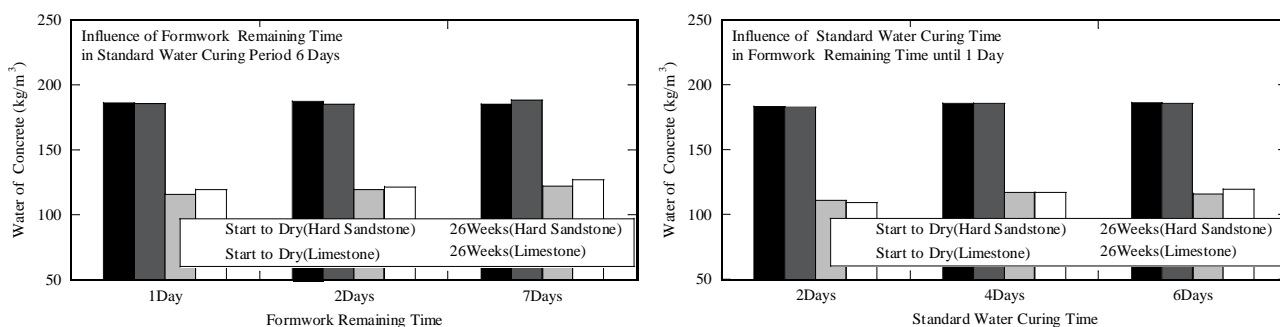 Influence of Formwork Remaining Time
in Standard Water Curing Period 6 Days
Water of Concrete (kg/m³)
250
200
150
100
50
Start to Dry(Hard Sandstone)
26Weeks(Hard Sandstone)
Start to Dry(Limestone)
26Weeks(Limestone)
1Day
2Days
7Days
Formwork Remaining Time
Influence of Standard Water Curing Time
in Formwork Remaining Time until 1 Day
Water of Concrete (kg/m³)
250
200
150
100
50
Start to Dry(Hard Sandstone)
26Weeks(Hard Sandstone)
Start to Dry(Limestone)
26Weeks(Limestone)
2Days
4Days
6Days
Standard Water Curing Time